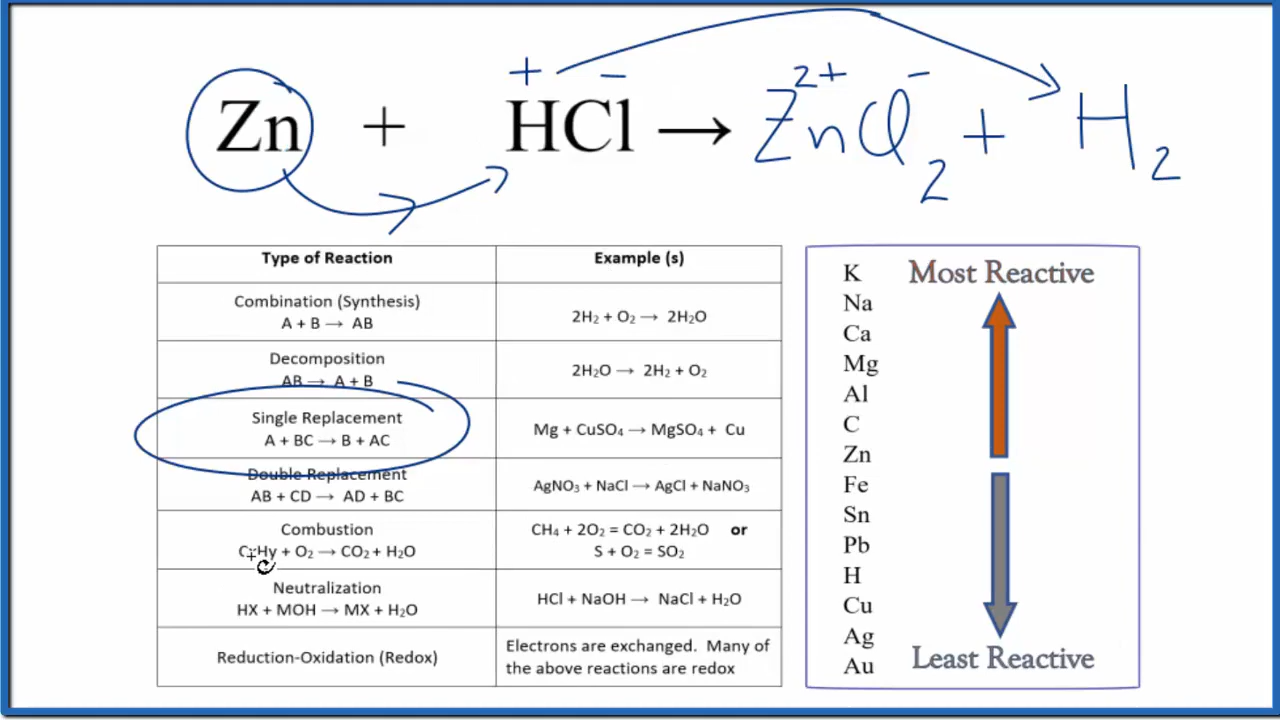 Zn + HCl → ZnCl₂ + H₂
+ − 2+ −
Type of Reaction
Example (s)
Combination (Synthesis)
A + B → AB
2H₂ + O₂ → 2H₂O
Decomposition
AB → A + B
2H₂O → 2H₂ + O₂
Single Replacement
A + BC → B + AC
Mg + CuSO₄ → MgSO₄ + Cu
Double Replacement
AB + CD → AD + BC
AgNO₃ + NaCl → AgCl + NaNO₃
Combustion
CxHy + O₂ → CO₂ + H₂O
CH₄ + 2O₂ = CO₂ + 2H₂O or
S + O₂ = SO₂
Neutralization
HX + MOH → MX + H₂O
HCl + NaOH → NaCl + H₂O
Reduction-Oxidation (Redox)
Electrons are exchanged. Many of
the above reactions are redox
Most Reactive
K
Na
Ca
Mg
Al
C
Zn
Fe
Sn
Pb
H
Cu
Ag
Au
Least Reactive